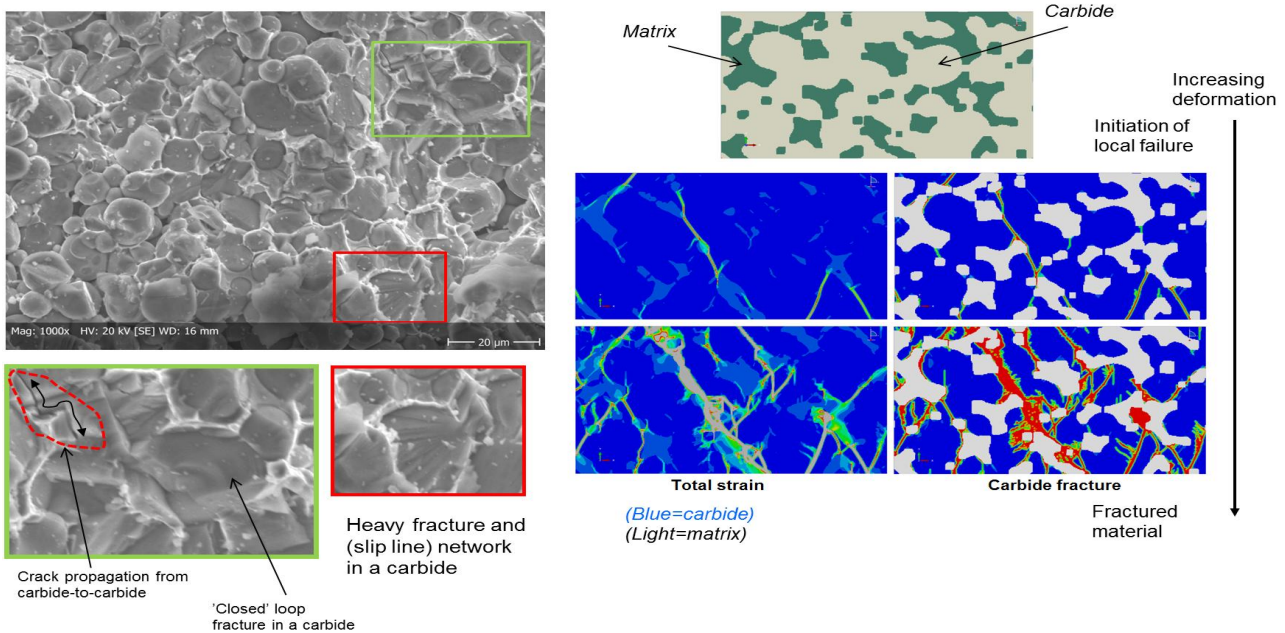 Matrix
Carbide
Increasing
deformation
Initiation of
local failure
Mag: 1000x HV: 20 kV [SE] WD: 16 mm
20 µm
Total strain
Carbide fracture
(Blue=carbide)
(Light=matrix)
Fractured
material
Heavy fracture and
(slip line) network
in a carbide
Crack propagation from
carbide-to-carbide
'Closed' loop
fracture in a carbide